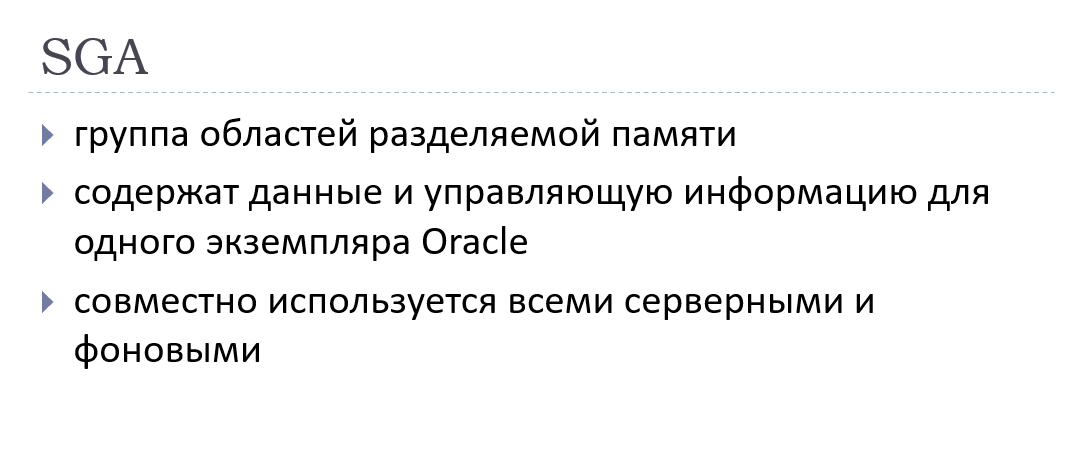 SGA
группа областей разделяемой памяти
содержат данные и управляющую информацию для
одного экземпляра Oracle
совместно используется всеми серверными и
фоновыми